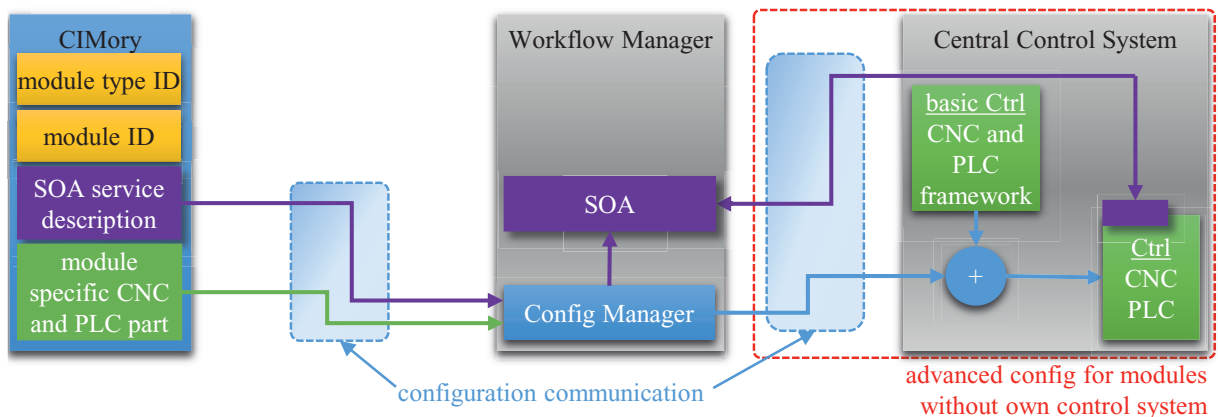 CIMory
module type ID
module ID
SOA service
description
module
specific CNC
and PLC part
Workflow Manager
SOA
Config Manager
Central Control System
basic Ctrl
CNC and
PLC
framework
+
Ctrl
CNC
PLC
configuration communication
advanced config for modules
without own control system